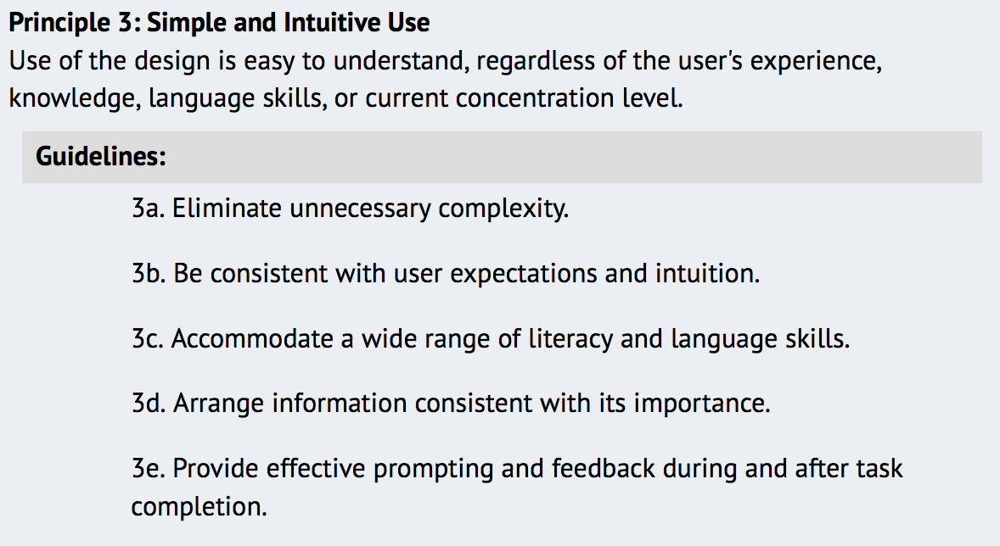 Principle 3: Simple and Intuitive Use
Use of the design is easy to understand, regardless of the user's experience,
knowledge, language skills, or current concentration level.
Guidelines:
3a. Eliminate unnecessary complexity.
3b. Be consistent with user expectations and intuition.
3c. Accommodate a wide range of literacy and language skills.
3d. Arrange information consistent with its importance.
3e. Provide effective prompting and feedback during and after task
completion.